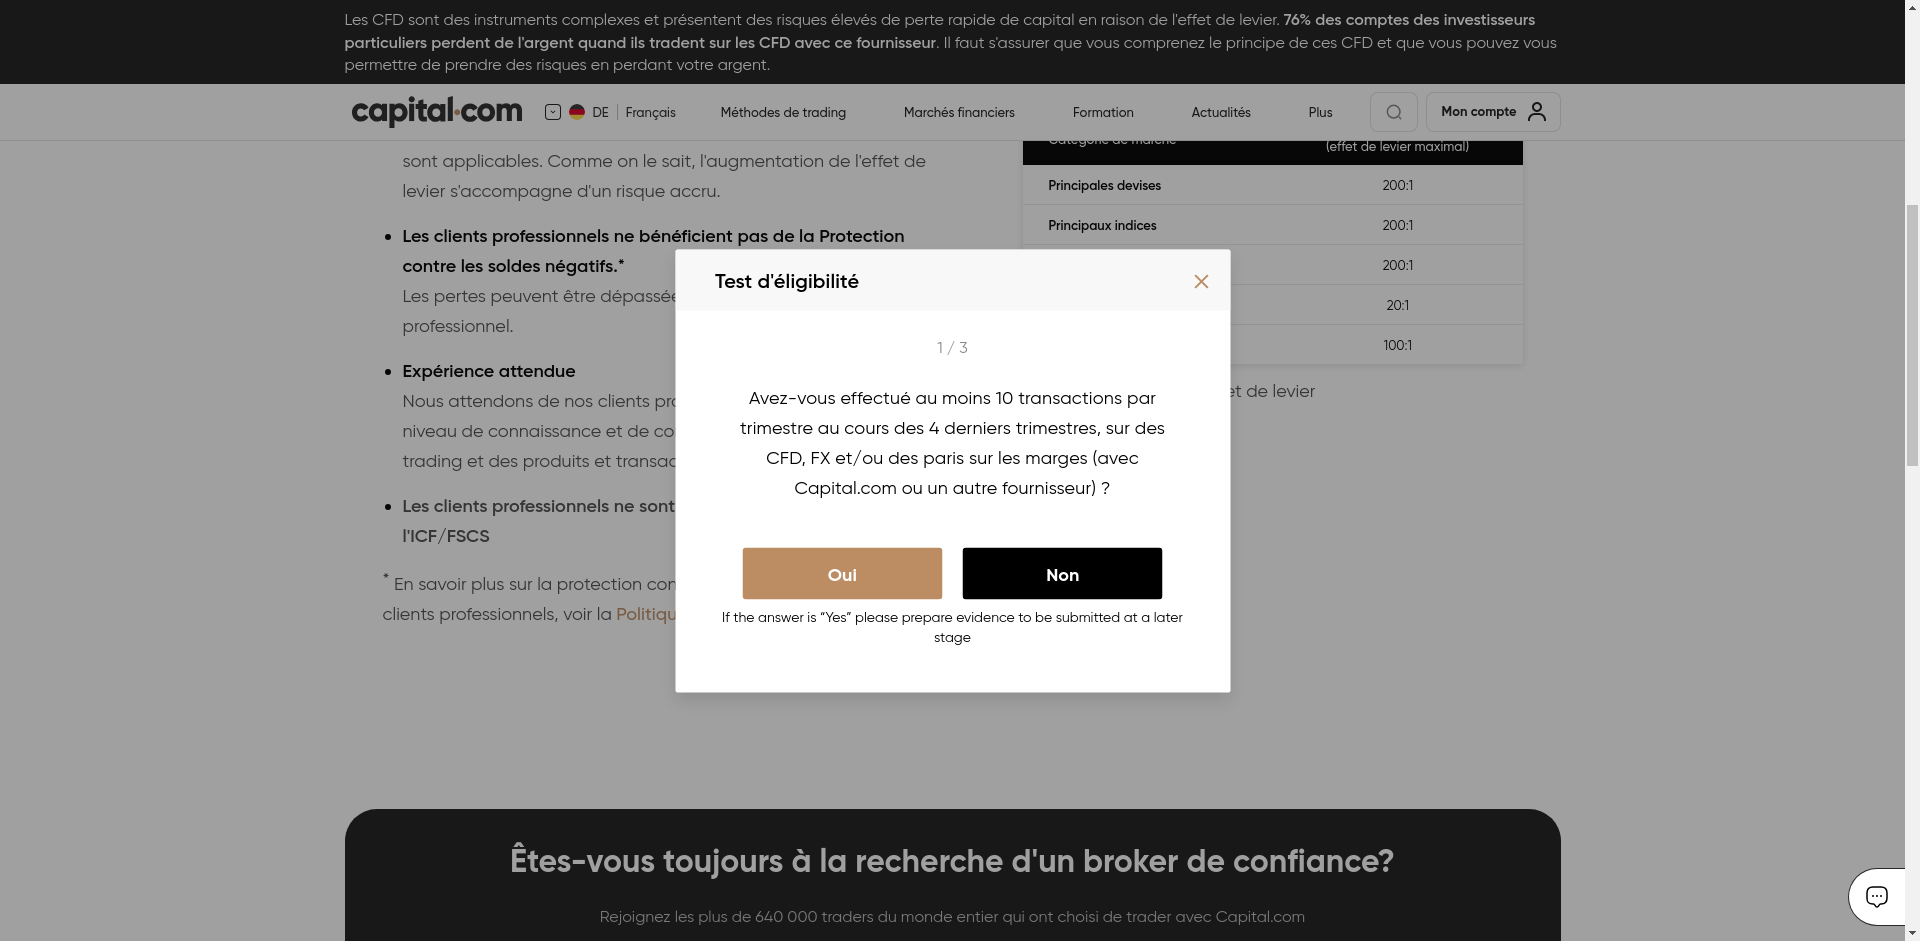 Les CFD sont des instruments complexes et présentent des risques élevés de perte rapide de capital en raison de l'effet de levier. 76% des comptes des investisseurs
particuliers perdent de l'argent quand ils tradent sur les CFD avec ce fournisseur. Il faut s'assurer que vous comprenez le principe de ces CFD et que vous pouvez vous
permettre de prendre des risques en perdant votre argent.
capital.com DE Français Méthodes de trading Marchés financiers Formation Actualités Plus Mon compte
sont applicables. Comme on le sait, l'augmentation de l'effet de
levier s'accompagne d'un risque accru.
Les clients professionnels ne bénéficient pas de la Protection
contre les soldes négatifs.*
Les pertes peuvent être dépassée
professionnel.
Expérience attendue
Nous attendons de nos clients pro
niveau de connaissance et de co
trading et des produits et transac
Les clients professionnels ne sont
l'ICF/FSCS
* En savoir plus sur la protection con
clients professionnels, voir la Politiqu
Catégorie de marché
(effet de levier maximal)
Principales devises 200:1
Principaux indices 200:1
200:1
20:1
100:1
et de levier
Test d'éligibilité
1 / 3
Avez-vous effectué au moins 10 transactions par
trimestre au cours des 4 derniers trimestres, sur des
CFD, FX et/ou des paris sur les marges (avec
Capital.com ou un autre fournisseur) ?
Oui Non
If the answer is “Yes” please prepare evidence to be submitted at a later
stage
Êtes-vous toujours à la recherche d'un broker de confiance?
Rejoignez les plus de 640 000 traders du monde entier qui ont choisi de trader avec Capital.com